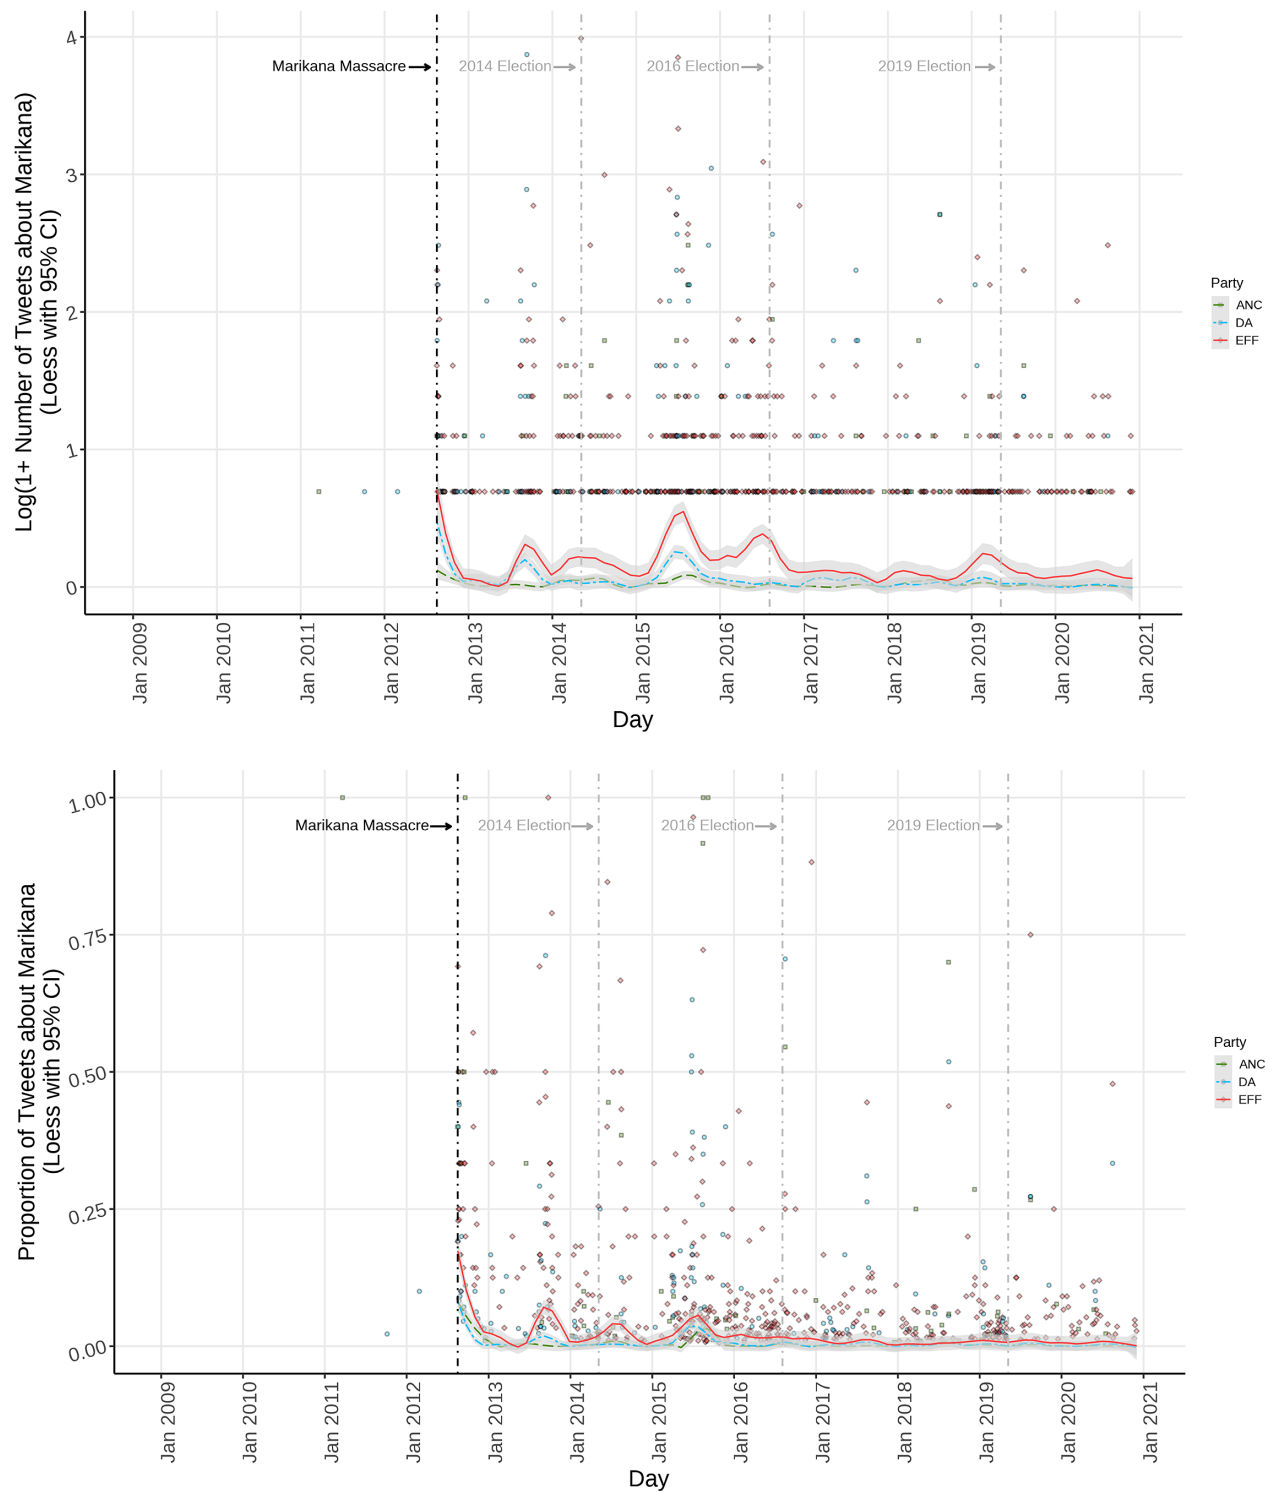 Log(1+ Number of Tweets about Marikana)
(Loess with 95% CI)
4
3
2
1
0
Marikana Massacre
2014 Election
2016 Election
2019 Election
Jan 2009
Jan 2010
Jan 2011
Jan 2012
Jan 2013
Jan 2014
Jan 2015
Jan 2016
Jan 2017
Jan 2018
Jan 2019
Jan 2020
Jan 2021
Day
Party
ANC
DA
EFF
Proportion of Tweets about Marikana
(Loess with 95% CI)
1.00
0.75
0.50
0.25
0.00
Marikana Massacre
2014 Election
2016 Election
2019 Election
Jan 2009
Jan 2010
Jan 2011
Jan 2012
Jan 2013
Jan 2014
Jan 2015
Jan 2016
Jan 2017
Jan 2018
Jan 2019
Jan 2020
Jan 2021
Day
Party
ANC
DA
EFF